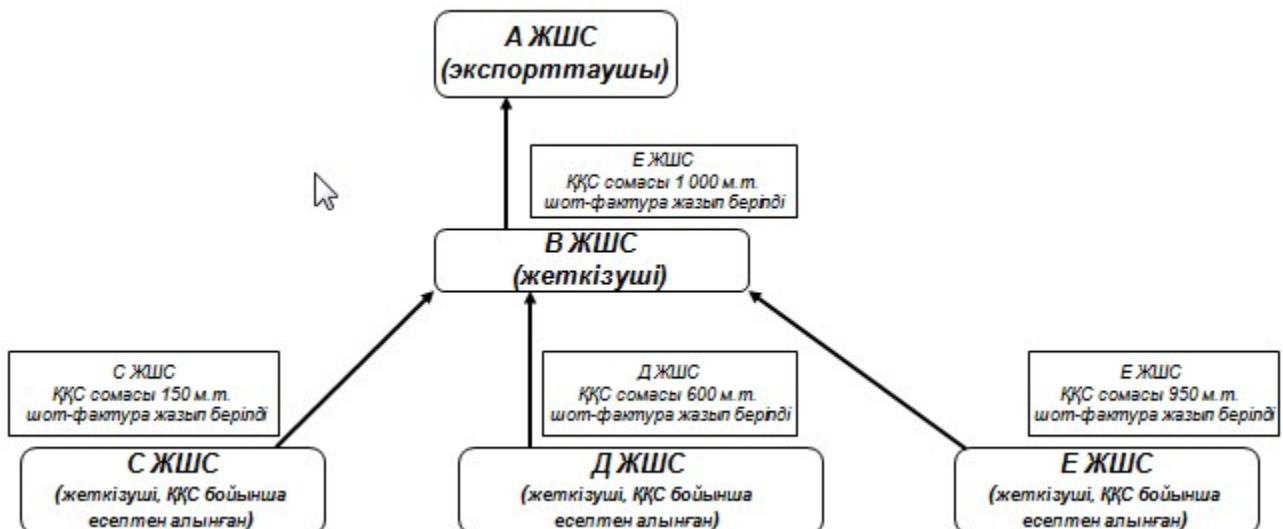 А ЖШС
(экспорттаушы)
Е ЖШС
ҚҚС сомасы 1 000 м.т.
шот-фактура жазып берілді
В ЖШС
(жеткізуші)
С ЖШС
ҚҚС сомасы 150 м.т.
шот-фактура жазып берілді
Д ЖШС
ҚҚС сомасы 600 м.т.
шот-фактура жазып берілді
Е ЖШС
ҚҚС сомасы 950 м.т.
шот-фактура жазып берілді
С ЖШС
(жеткізуші, ҚҚС бойынша
есептен алынған)
Д ЖШС
(жеткізуші, ҚҚС бойынша
есептен алынған)
Е ЖШС
(жеткізуші, ҚҚС бойынша
есептен алынған)